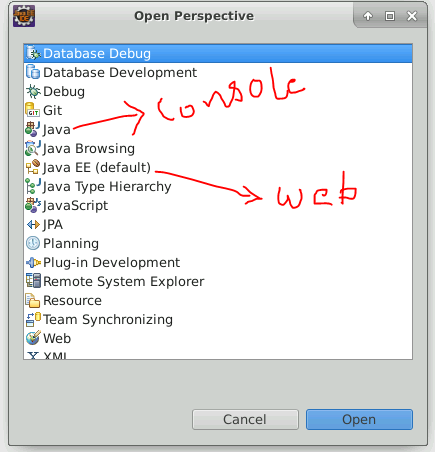 Open Perspective
Database Debug
Database Development
Debug
Git
Java
console
Java Browsing
Java EE (default)
web
Java Type Hierarchy
JavaScript
JPA
Planning
Plug-in Development
Remote System Explorer
Resource
Team Synchronizing
Web
XML
Cancel
Open